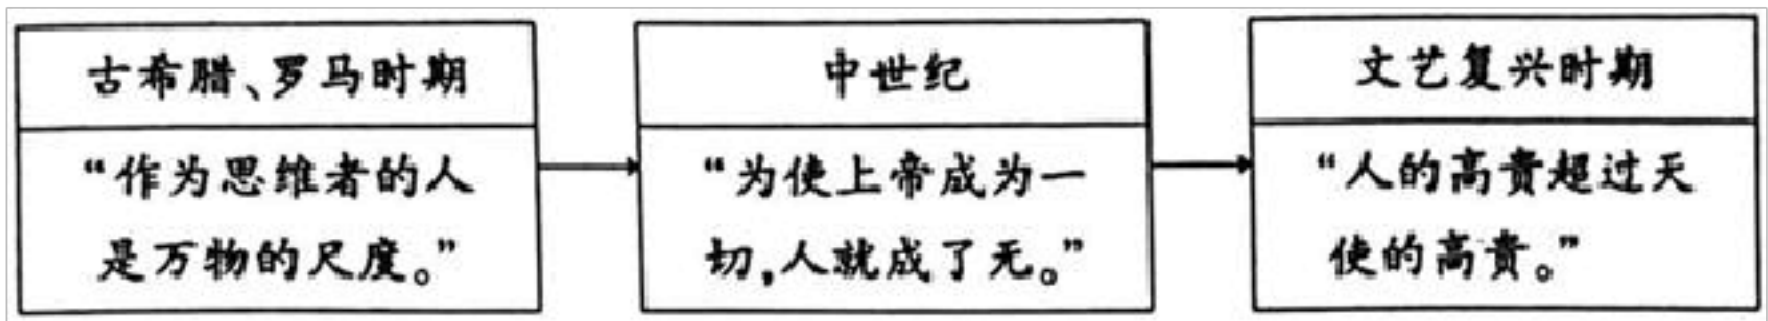 古希腊、罗马时期
“作为思维者的人
是万物的尺度。”
中世纪
“为使上帝成为一
切,人就成了无。”
文艺复兴时期
“人的高贵超过天
使的高贵。”